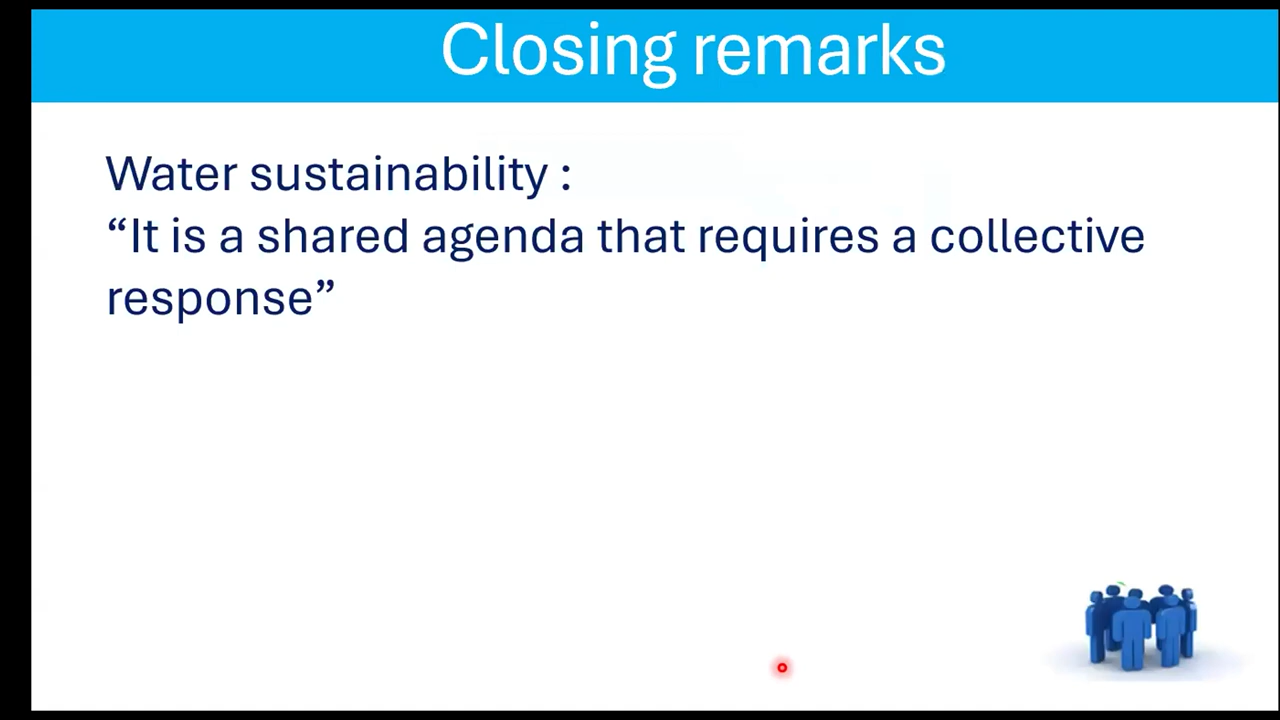 Closing remarks
Water sustainability :
“It is a shared agenda that requires a collective
response”